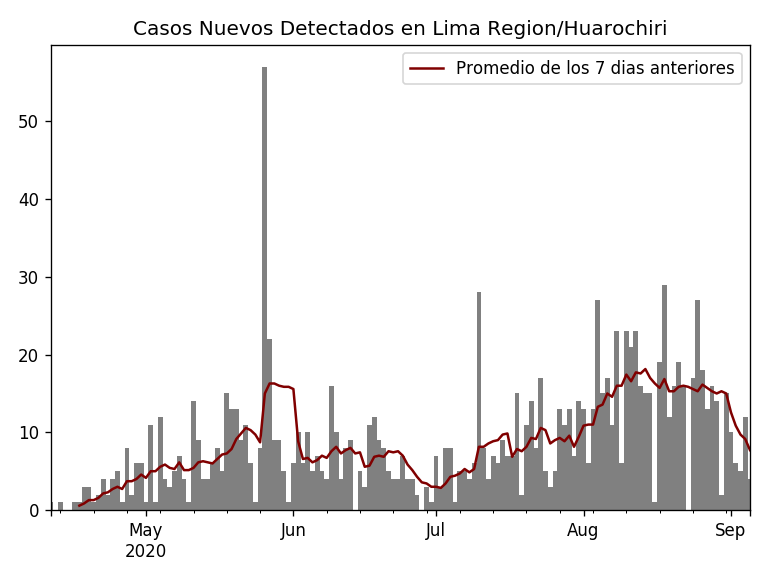 Casos Nuevos Detectados en Lima Region/Huarochiri
Promedio de los 7 dias anteriores
50
40
30
20
10
0
May Jun Jul Aug Sep
2020